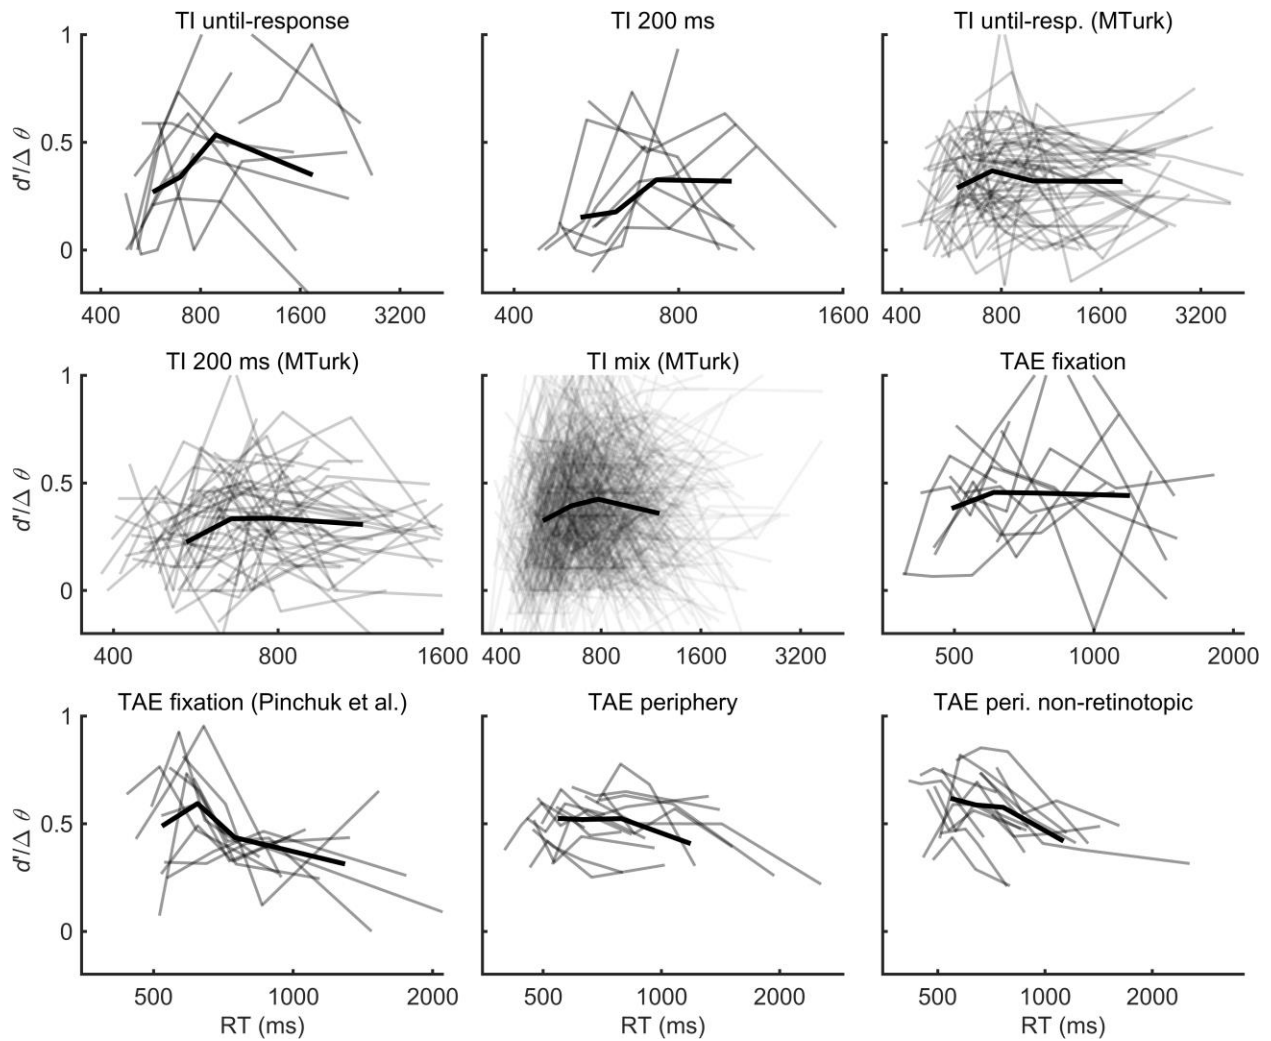 TI until-response
TI 200 ms
TI until-resp. (MTurk)
1
0.5
0
d'/Δ θ
400 800 1600 3200
400 800 1600
400 800 1600 3200
TI 200 ms (MTurk)
TI mix (MTurk)
TAE fixation
1
0.5
0
d'/Δ θ
400 800 1600
400 800 1600 3200
500 1000 2000
TAE fixation (Pinchuk et al.)
TAE periphery
TAE peri. non-retinotopic
1
0.5
0
d'/Δ θ
500 1000 2000
500 1000 2000
500 1000 2000
RT (ms)
RT (ms)
RT (ms)